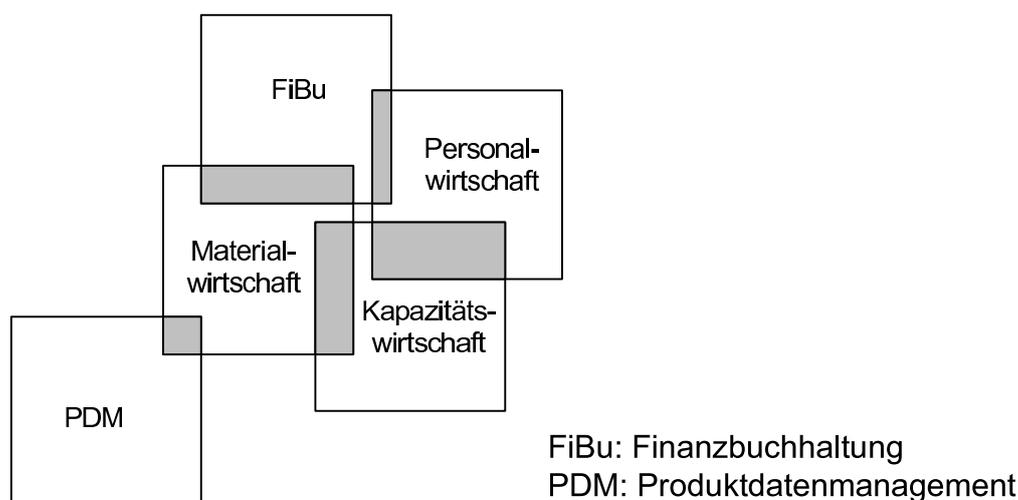 FiBu
Personal-
wirtschaft
Material-
wirtschaft
Kapazitäts-
wirtschaft
PDM
FiBu: Finanzbuchhaltung
PDM: Produktdatenmanagement